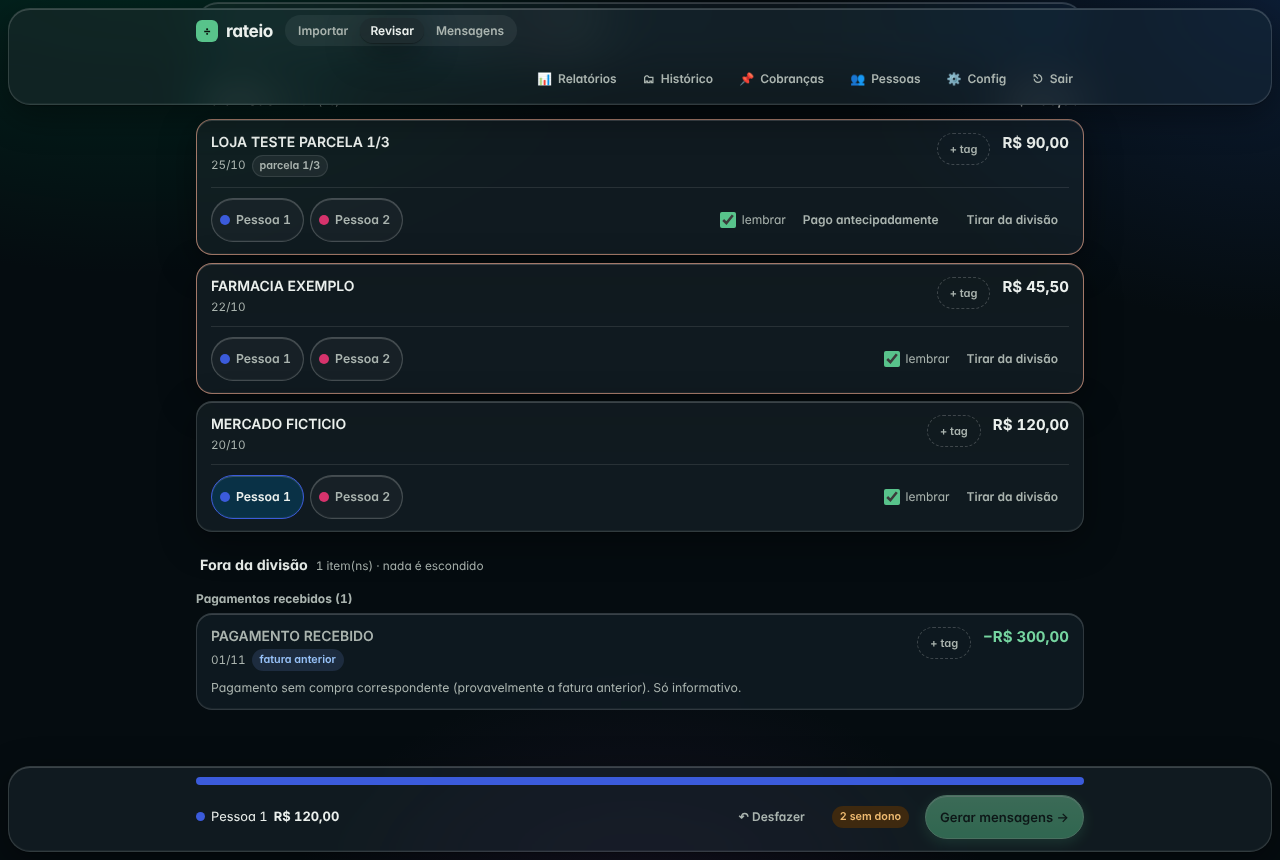 ÷ rateio Importar Revisar Mensagens
📊 Relatórios 🗂 Histórico 📌 Cobranças 👥 Pessoas ⚙️ Config ⎋ Sair
LOJA TESTE PARCELA 1/3 + tag R$ 90,00
25/10 parcela 1/3
Pessoa 1 Pessoa 2 lembrar Pago antecipadamente Tirar da divisão
FARMACIA EXEMPLO + tag R$ 45,50
22/10
Pessoa 1 Pessoa 2 lembrar Tirar da divisão
MERCADO FICTICIO + tag R$ 120,00
20/10
Pessoa 1 Pessoa 2 lembrar Tirar da divisão
Fora da divisão 1 item(ns) · nada é escondido
Pagamentos recebidos (1)
PAGAMENTO RECEBIDO + tag −R$ 300,00
01/11 fatura anterior
Pagamento sem compra correspondente (provavelmente a fatura anterior). Só informativo.
Pessoa 1 R$ 120,00 ↶ Desfazer 2 sem dono Gerar mensagens →